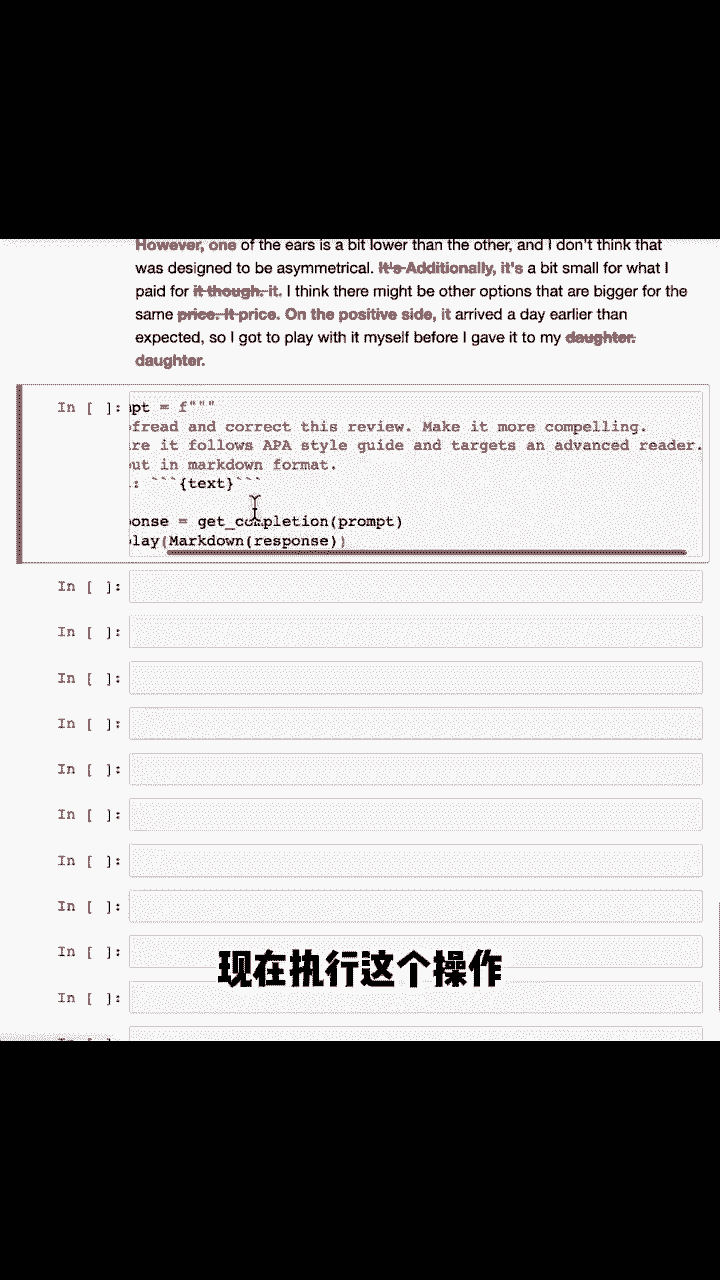 However, one of the ears is a bit lower than the other, and I don't think that
was designed to be asymmetrical. It's Additionally, it's a bit small for what I
paid for it though. it. I think there might be other options that are bigger for the
same price. It price. On the positive side, it arrived a day earlier than
expected, so I got to play with it myself before I gave it to my daughter.
daughter.
In [ ]: mpt = f"""
ofread and correct this review. Make it more compelling.
re it follows APA style guide and targets an advanced reader.
ut in markdown format.
: ```{text}```
onse = get_completion(prompt)
lay(Markdown(response))
In [ ]:
In [ ]:
In [ ]:
In [ ]:
In [ ]:
In [ ]:
In [ ]:
In [ ]:
In [ ]:
现在执行这个操作
In [ ]: